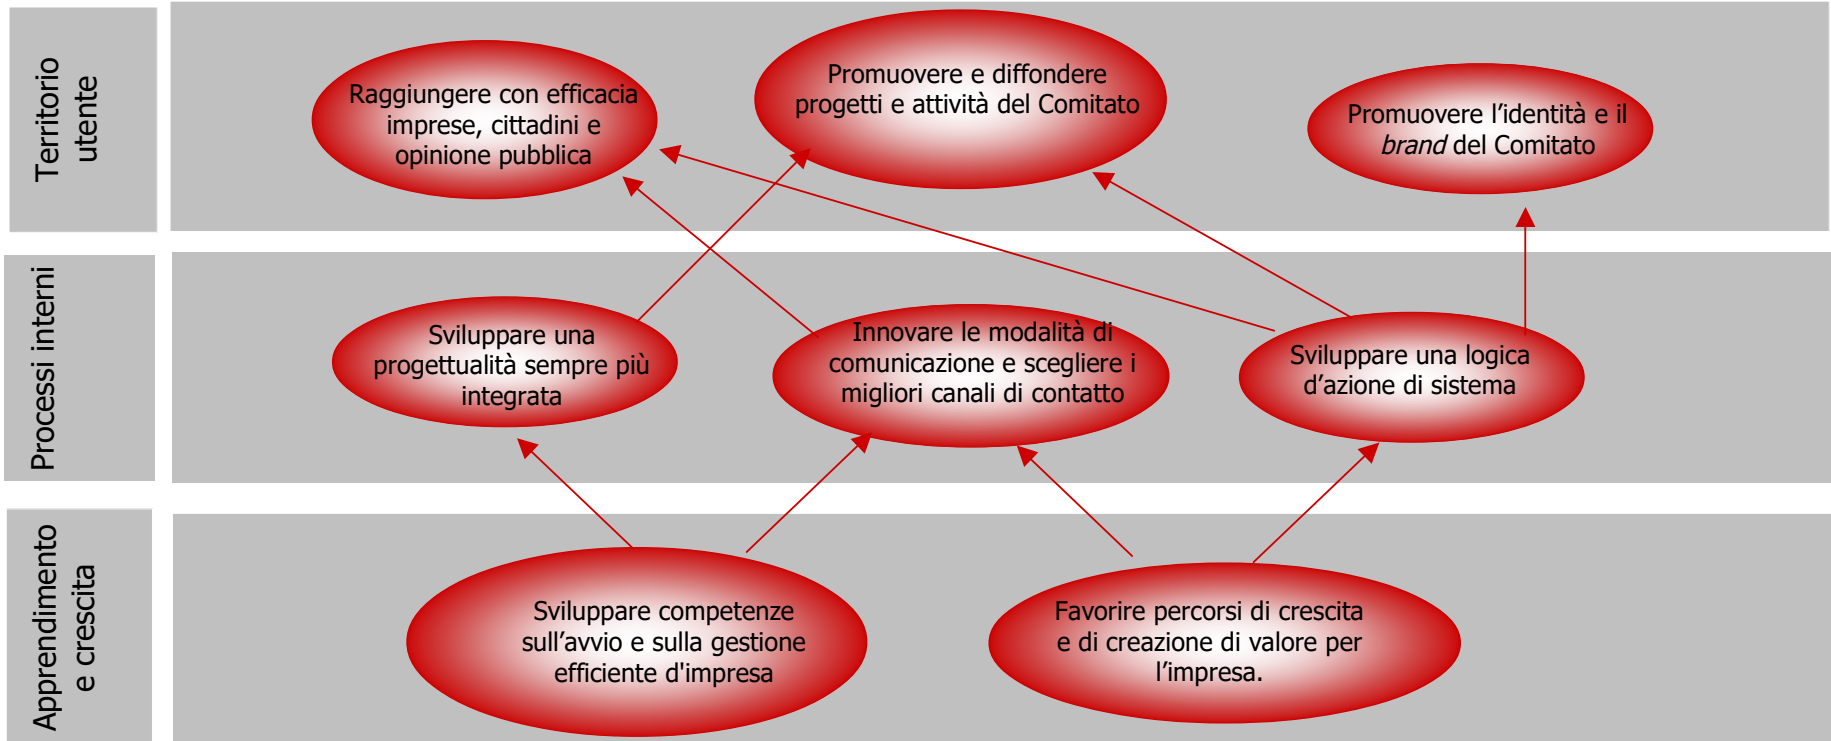 Territorio
utente
Raggiungere con efficacia
imprese, cittadini e
opinione pubblica
Promuovere e diffondere
progetti e attività del Comitato
Promuovere l’identità e il
brand del Comitato
Processi interni
Sviluppare una
progettualità sempre più
integrata
Innovare le modalità di
comunicazione e scegliere i
migliori canali di contatto
Sviluppare una logica
d’azione di sistema
Apprendimento
e crescita
Sviluppare competenze
sull’avvio e sulla gestione
efficiente d'impresa
Favorire percorsi di crescita
e di creazione di valore per
l’impresa.